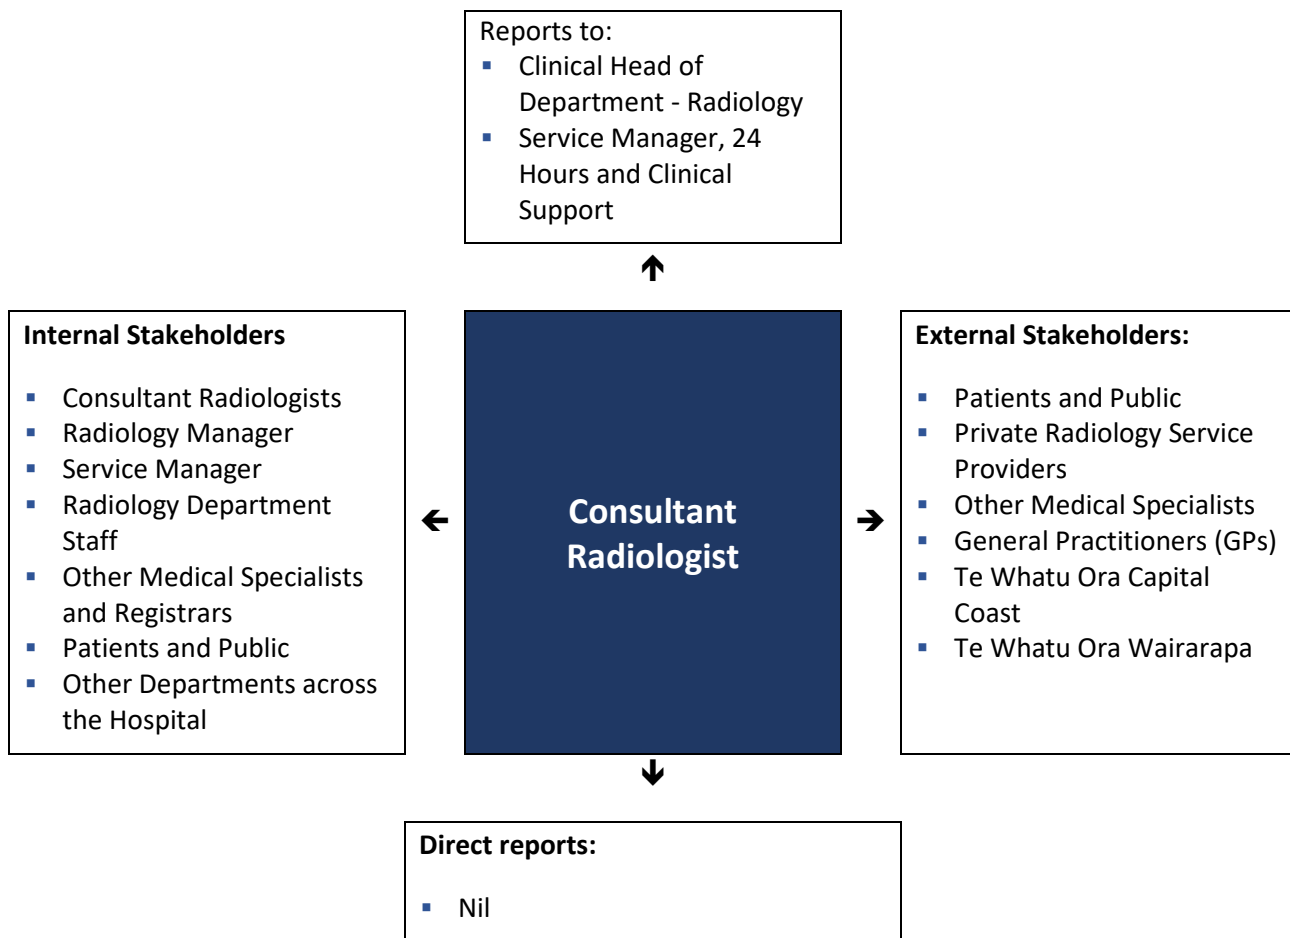 Reports to:
▪ Clinical Head of
Department - Radiology
▪ Service Manager, 24
Hours and Clinical
Support
Internal Stakeholders
▪ Consultant Radiologists
▪ Radiology Manager
▪ Service Manager
▪ Radiology Department
Staff
▪ Other Medical Specialists
and Registrars
▪ Patients and Public
▪ Other Departments across
the Hospital
Consultant
Radiologist
External Stakeholders:
▪ Patients and Public
▪ Private Radiology Service
Providers
▪ Other Medical Specialists
▪ General Practitioners (GPs)
▪ Te Whatu Ora Capital
Coast
▪ Te Whatu Ora Wairarapa
Direct reports:
▪ Nil